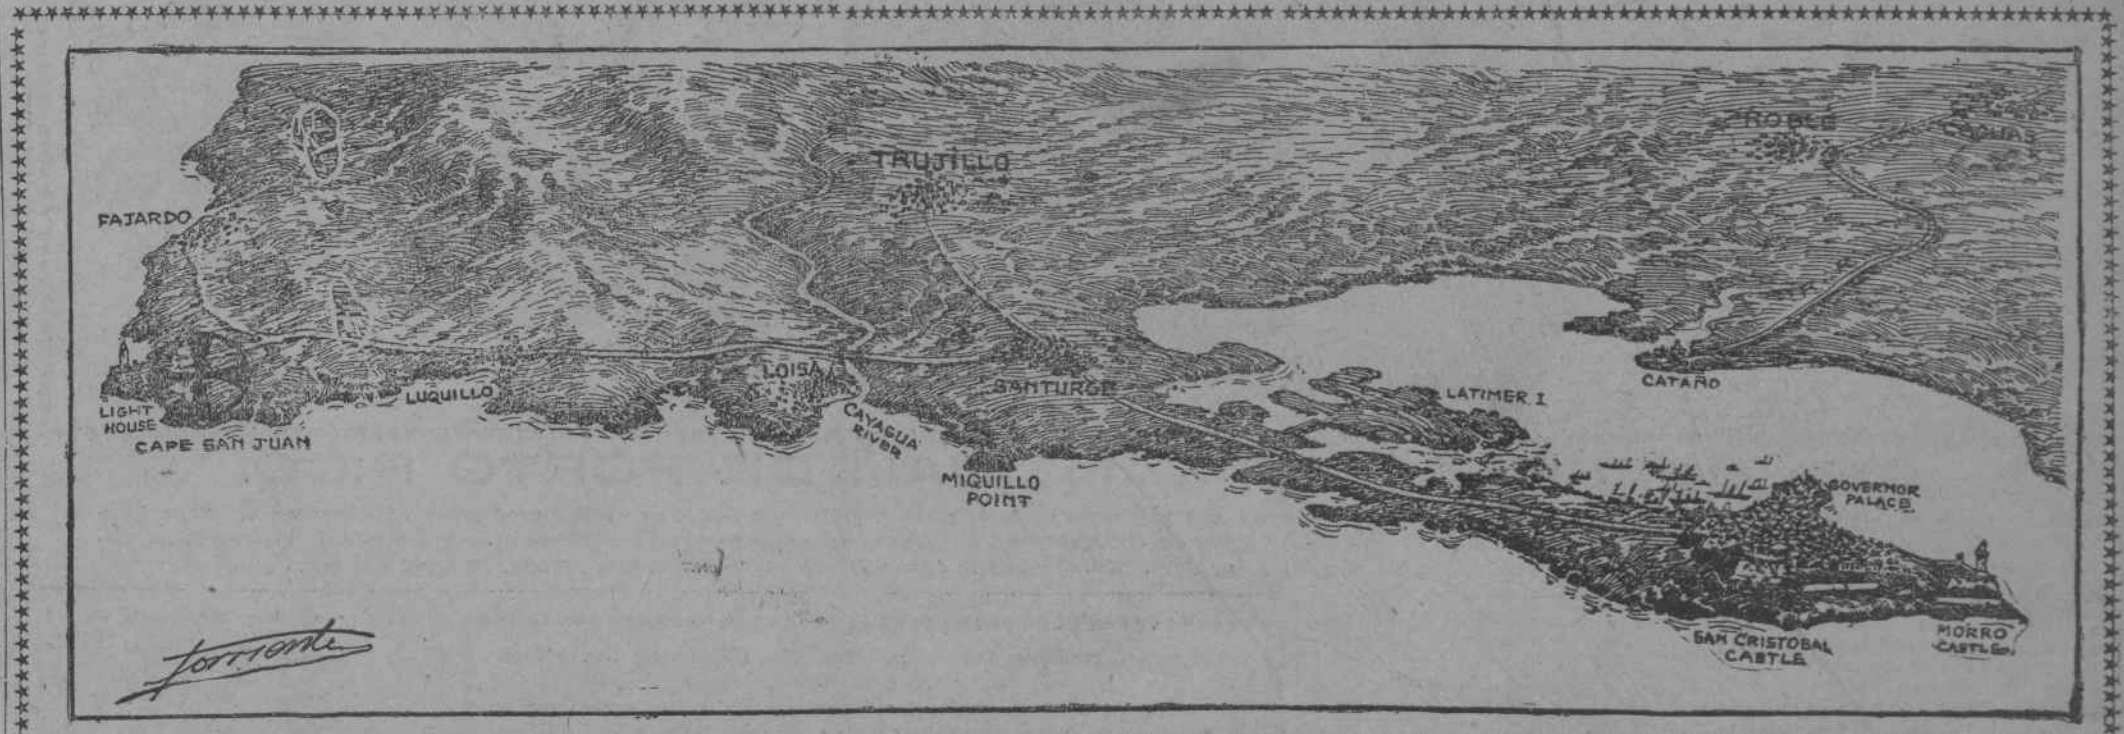 ROBLE
CAGUAS
TRUJILLO
FAJARDO
LOISA
SANTURCE
CATAÑO
LUQUILLO
LATIMER. I
LIGHT
HOUSE
CAPE SAN JUAN
CAYAGUA
RIVER
MIQUILLO
POINT
GOVERNOR
PALACE
SAN CRISTOBAL
CASTLE
MORRO
CASTLE
torriente